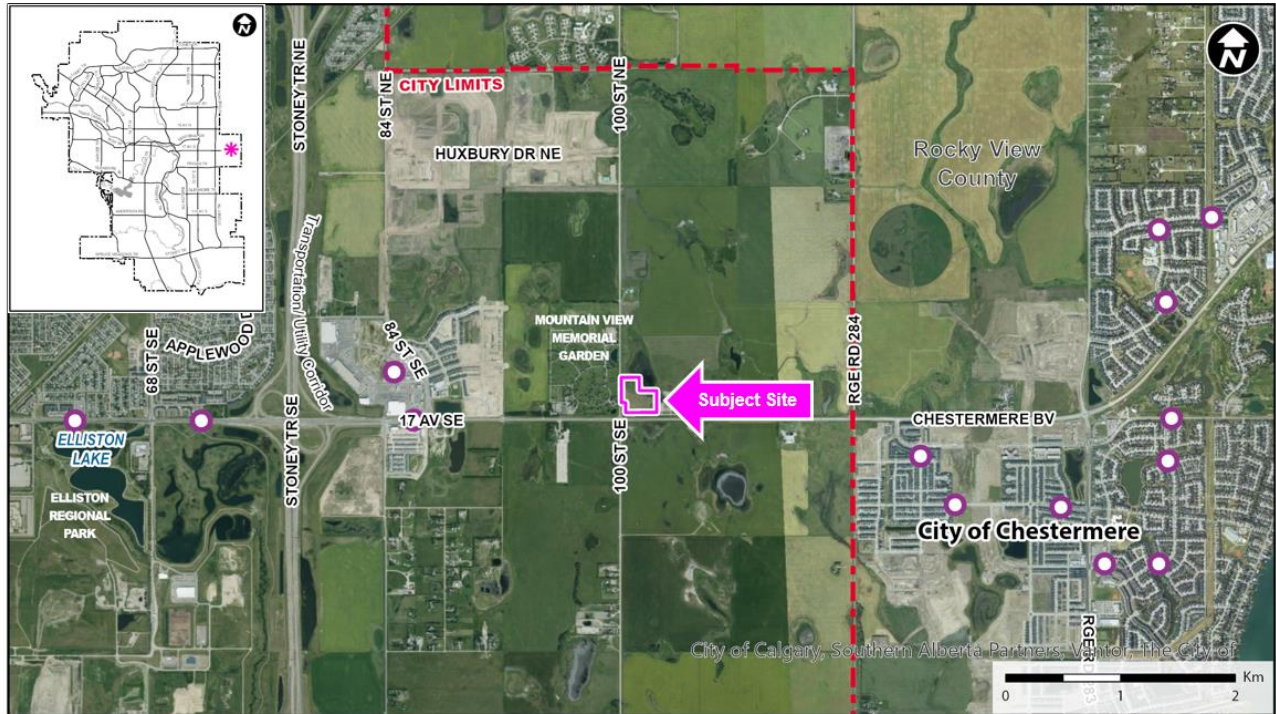 N
N
STONEY TR NE
84 ST NE
CITY LIMITS
100 ST NE
HUXBURY DR NE
Rocky View
County
Transportation/Utility Corridor
APPLEWOOD D
68 ST SE
84 ST SE
MOUNTAIN VIEW
MEMORIAL
GARDEN
RGE RD 284
Subject Site
17 AV SE
CHESTERMERE BV
ELLISTON
LAKE
STONEY TR SE
100 ST SE
ELLISTON
REGIONAL
PARK
City of Chestermere
RGE RD 283
City of Calgary, Southern Alberta Partners, Vantor, The City of
Km
0 1 2